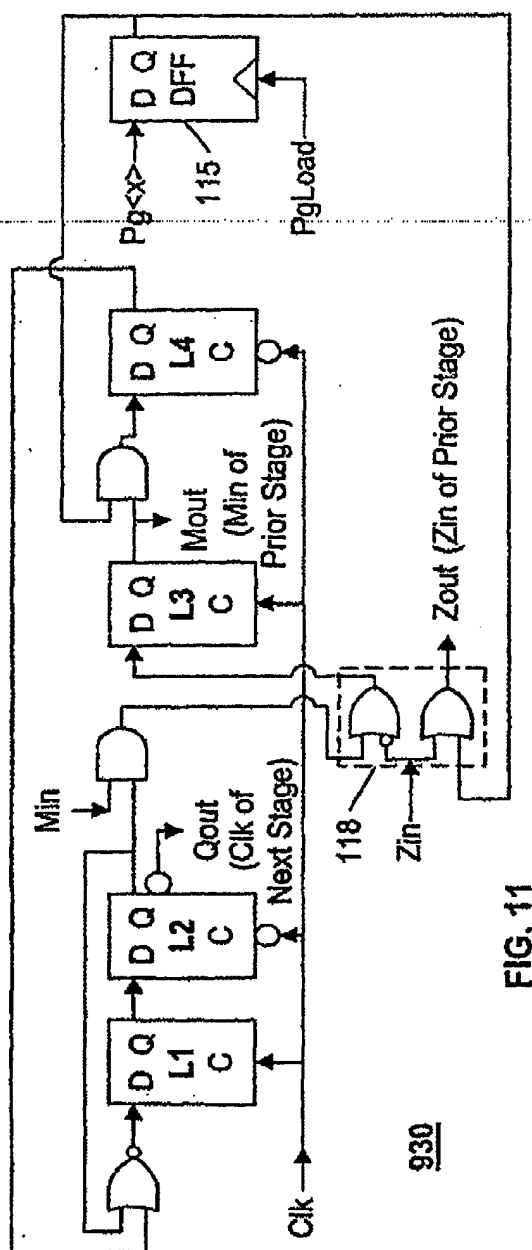 Pg<x>
D Q
DFF
115
PgLoad
D Q
L4
C
Mout
(Min of
Prior Stage)
D Q
L3
C
Min
Qout
(Clk of
Next Stage)
D Q
L2
C
D Q
L1
C
Clk
118
Zin
Zout (Zin of Prior Stage)
930
FIG. 11